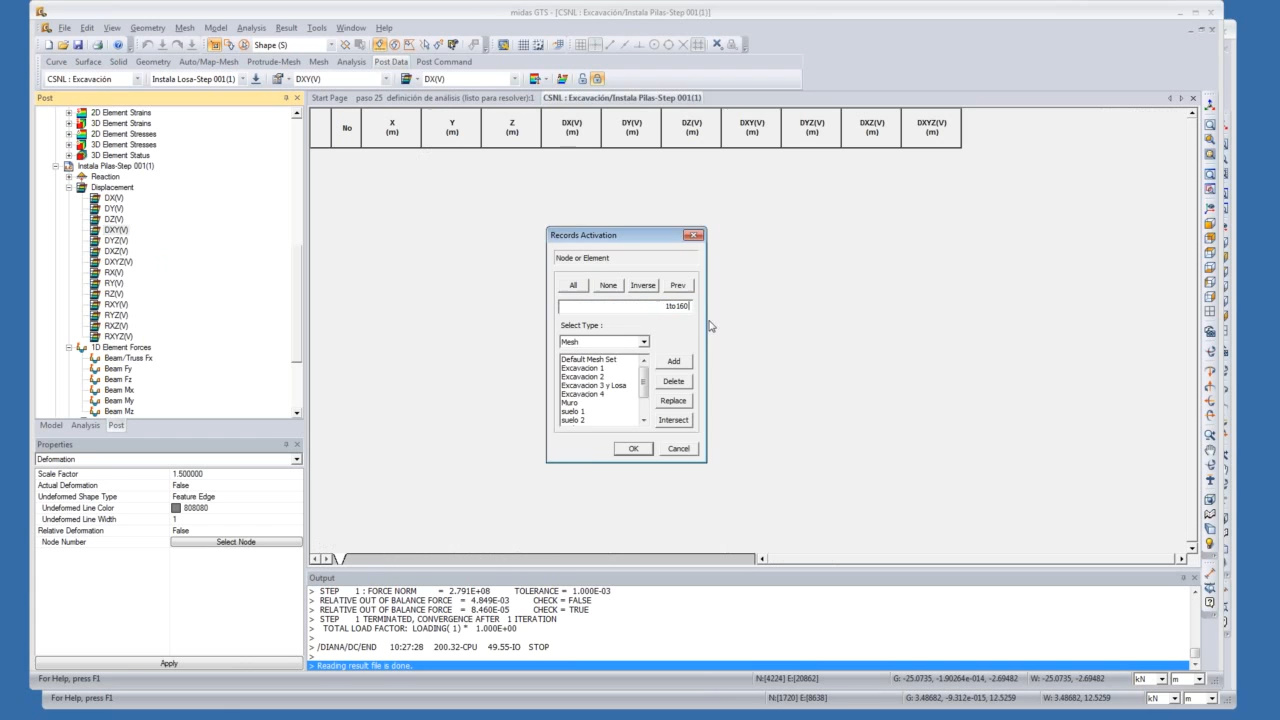 midas GTS - [CSNL : Excavación/Instala Pilas-Step 001(1)]
File Edit View Geometry Mesh Model Analysis Result Tools Window Help
Shape (S)
Curve Surface Solid Geometry Auto/Map-Mesh Protrude-Mesh Mesh Analysis Post Data Post Command
CSNL : Excavación Instala Losa-Step 001(1) DXY(V) DX(V)
Post
Start Page paso 25 definición de análisis (listo para resolver):1 CSNL : Excavación/Instala Pilas-Step 001(1)
2D Element Strains
3D Element Strains
2D Element Stresses
3D Element Stresses
3D Element Status
Instala Pilas-Step 001(1)
Reaction
Displacement
DX(V)
DY(V)
DZ(V)
DXY(V)
DYZ(V)
DXZ(V)
DXYZ(V)
RX(V)
RY(V)
RZ(V)
RXY(V)
RYZ(V)
RXZ(V)
RXYZ(V)
1D Element Forces
Beam/Truss Fx
Beam Fy
Beam Fz
Beam Mx
Beam My
Beam Mz
Model Analysis Post
No X (m) Y (m) Z (m) DX(V) (m) DY(V) (m) DZ(V) (m) DXY(V) (m) DYZ(V) (m) DXZ(V) (m) DXYZ(V) (m)
Records Activation
Node or Element
All None Inverse Prev
1to160
Select Type :
Mesh
Default Mesh Set
Excavacion 1
Excavacion 2
Excavacion 3 y Losa
Excavacion 4
Muro
suelo 1
suelo 2
Add
Delete
Replace
Intersect
OK Cancel
Properties
Deformation
Scale Factor 1.500000
Actual Deformation False
Undeformed Shape Type Feature Edge
Undeformed Line Color 808080
Undeformed Line Width 1
Relative Deformation False
Node Number Select Node
Apply
Output
> STEP 1 : FORCE NORM = 2.791E+08 TOLERANCE = 1.000E-03
> RELATIVE OUT OF BALANCE FORCE = 4.849E-03 CHECK = FALSE
> RELATIVE OUT OF BALANCE FORCE = 8.460E-05 CHECK = TRUE
> STEP 1 TERMINATED, CONVERGENCE AFTER 1 ITERATION
> TOTAL LOAD FACTOR: LOADING( 1) * 1.000E+00
>
> /DIANA/DC/END 10:27:28 200.32-CPU 49.55-IO STOP
>
> Reading result file is done.
For Help, press F1 N:[4224] E:[20862] G: -25.0735, -1.90264e-014, -2.69482 W: -25.0735, -2.69482 kN m
For Help, press F1 N:[1720] E:[8638] G: 3.48682, -9.312e-015, 12.5259 W: 3.48682, 12.5259 kN m